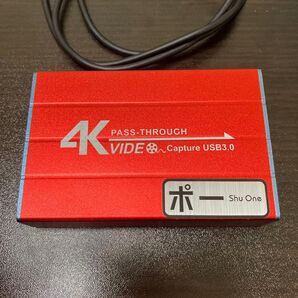 4K PASS-THROUGH
VIDEO Capture USB3.0
ポー Shu One